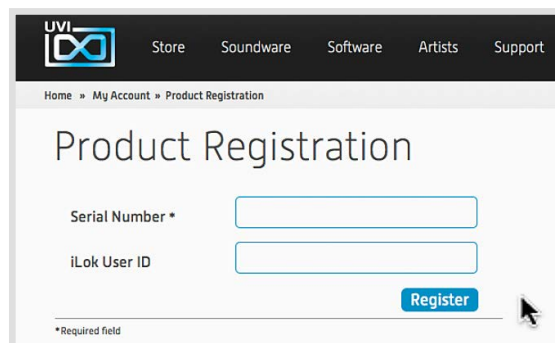 UVI
Store Soundware Software Artists Support
Home » My Account » Product Registration
Product Registration
Serial Number *
iLok User ID
Register
*Required field